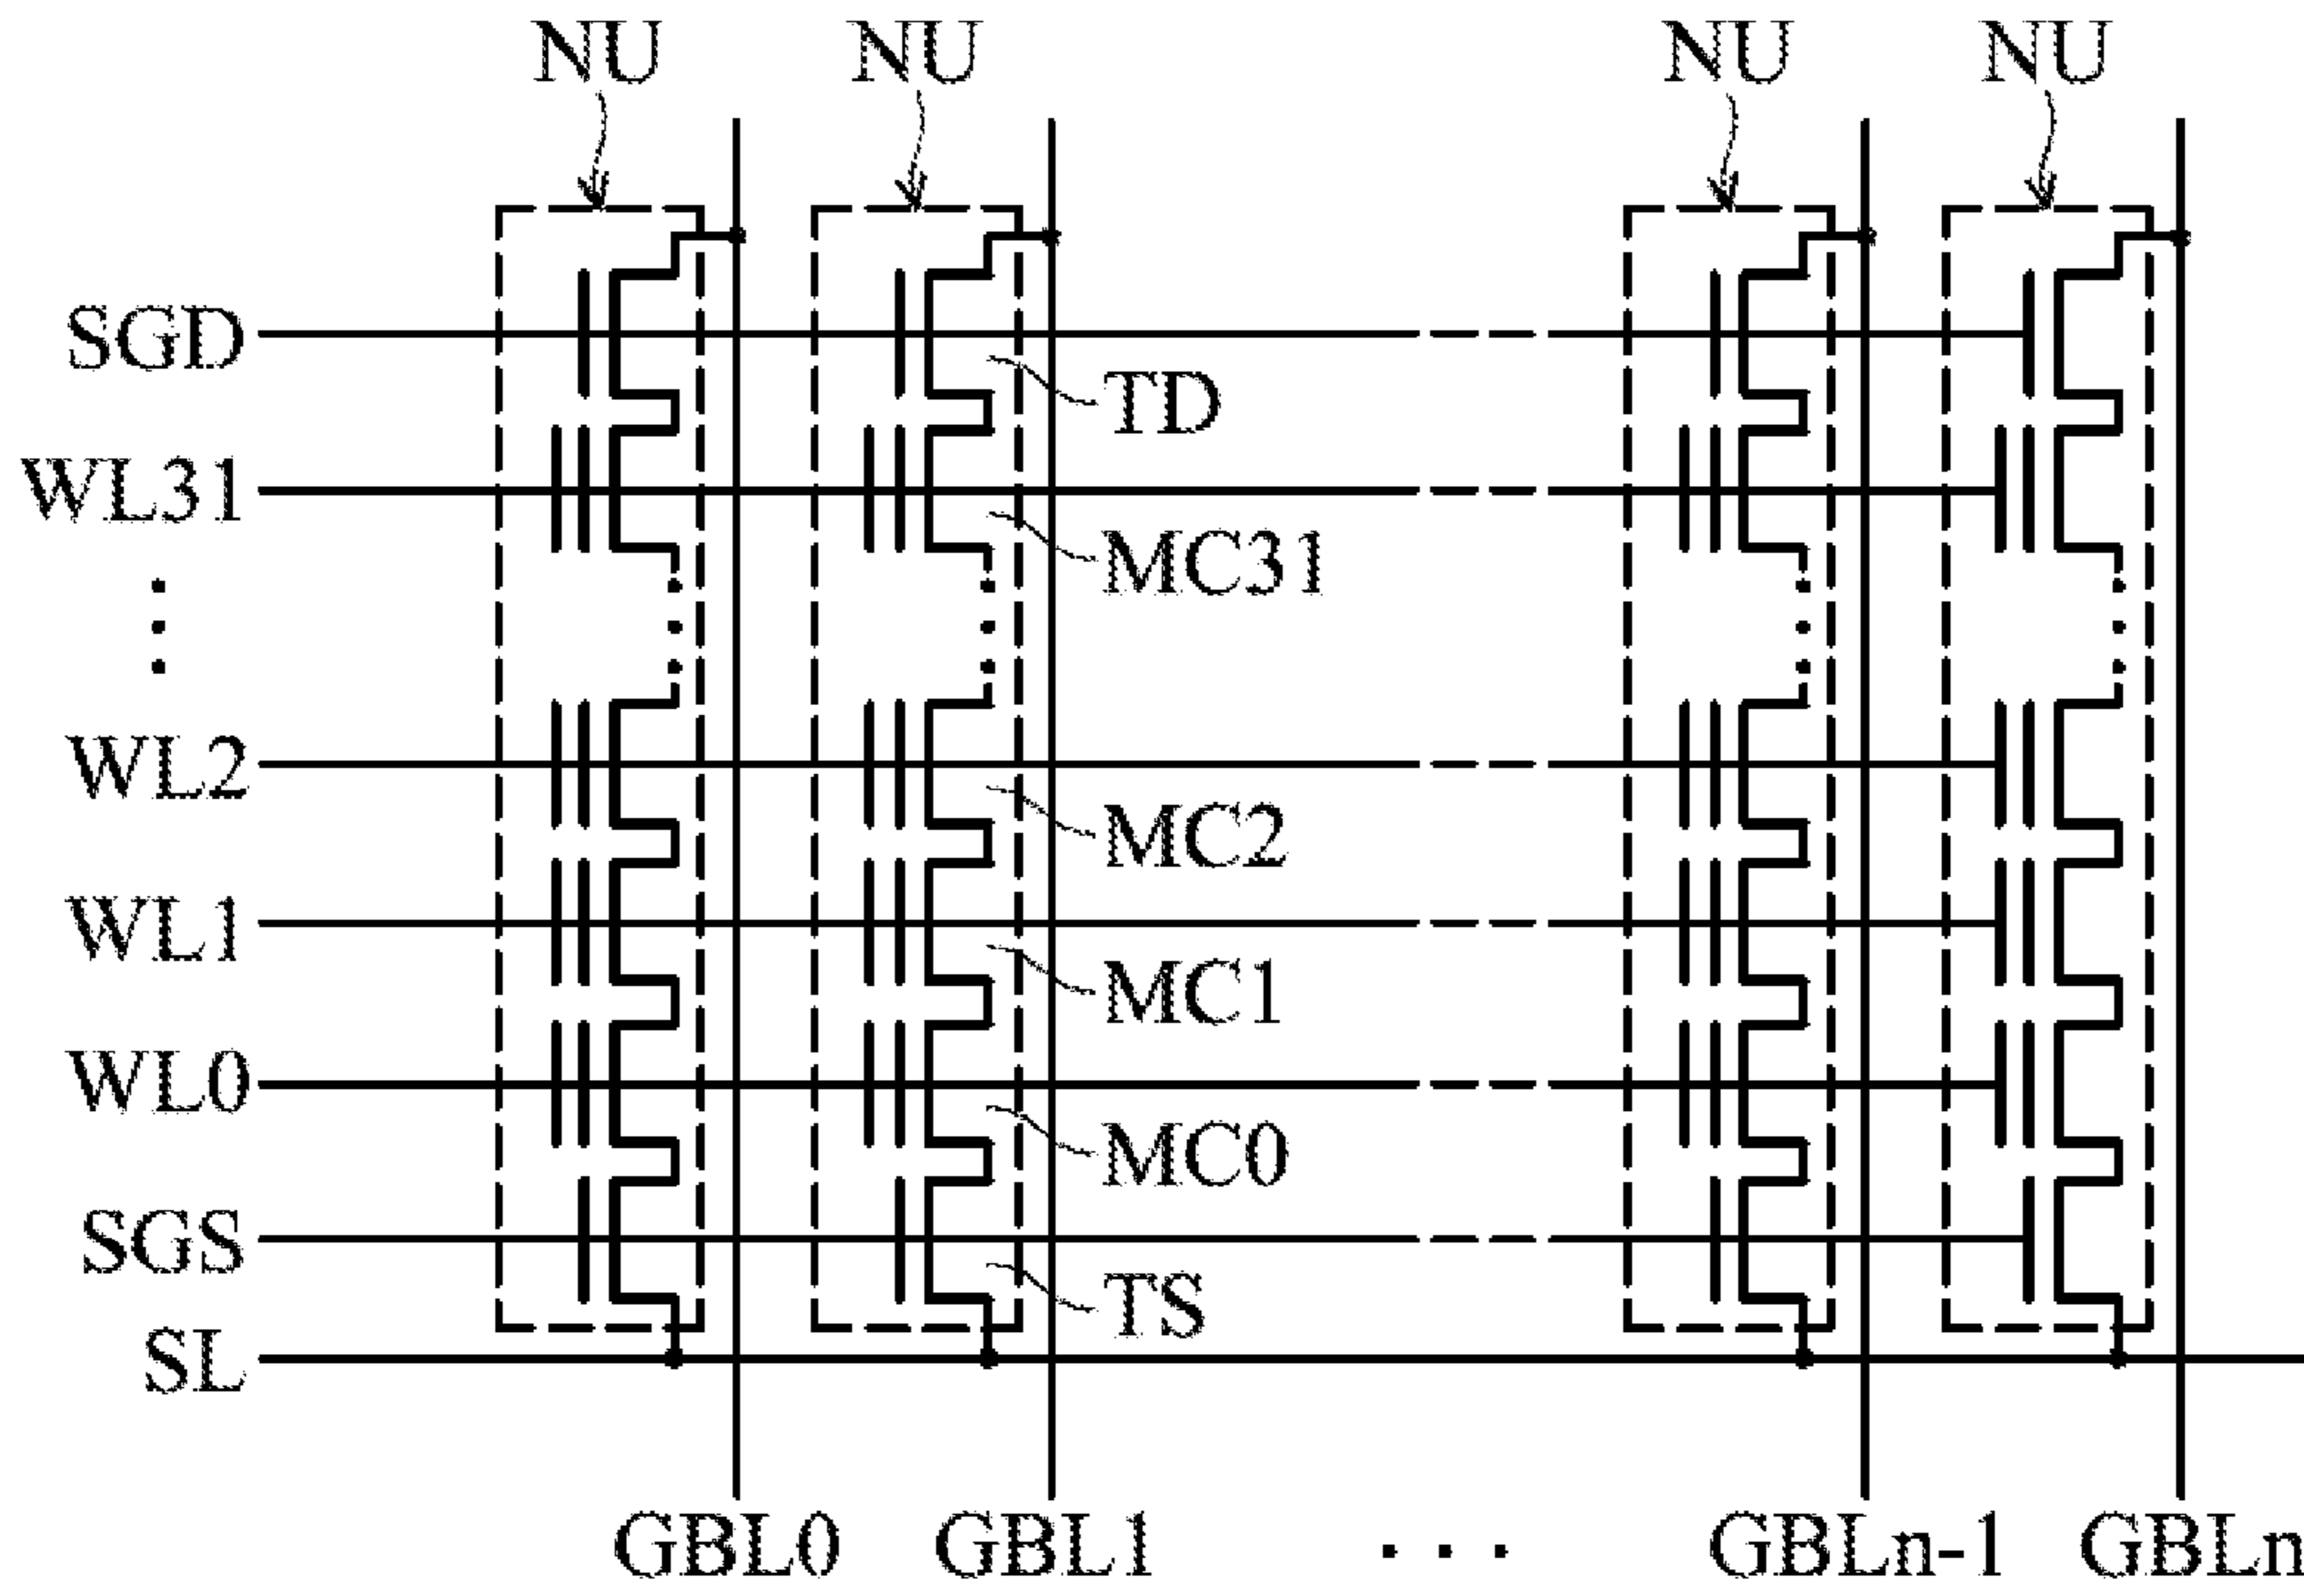 NU NU NU NU
SGD
TD
WL31
MC31
WL2
MC2
WL1
MC1
WL0
MC0
SGS
TS
SL
GBL0 GBL1 ... GBLn-1 GBLn